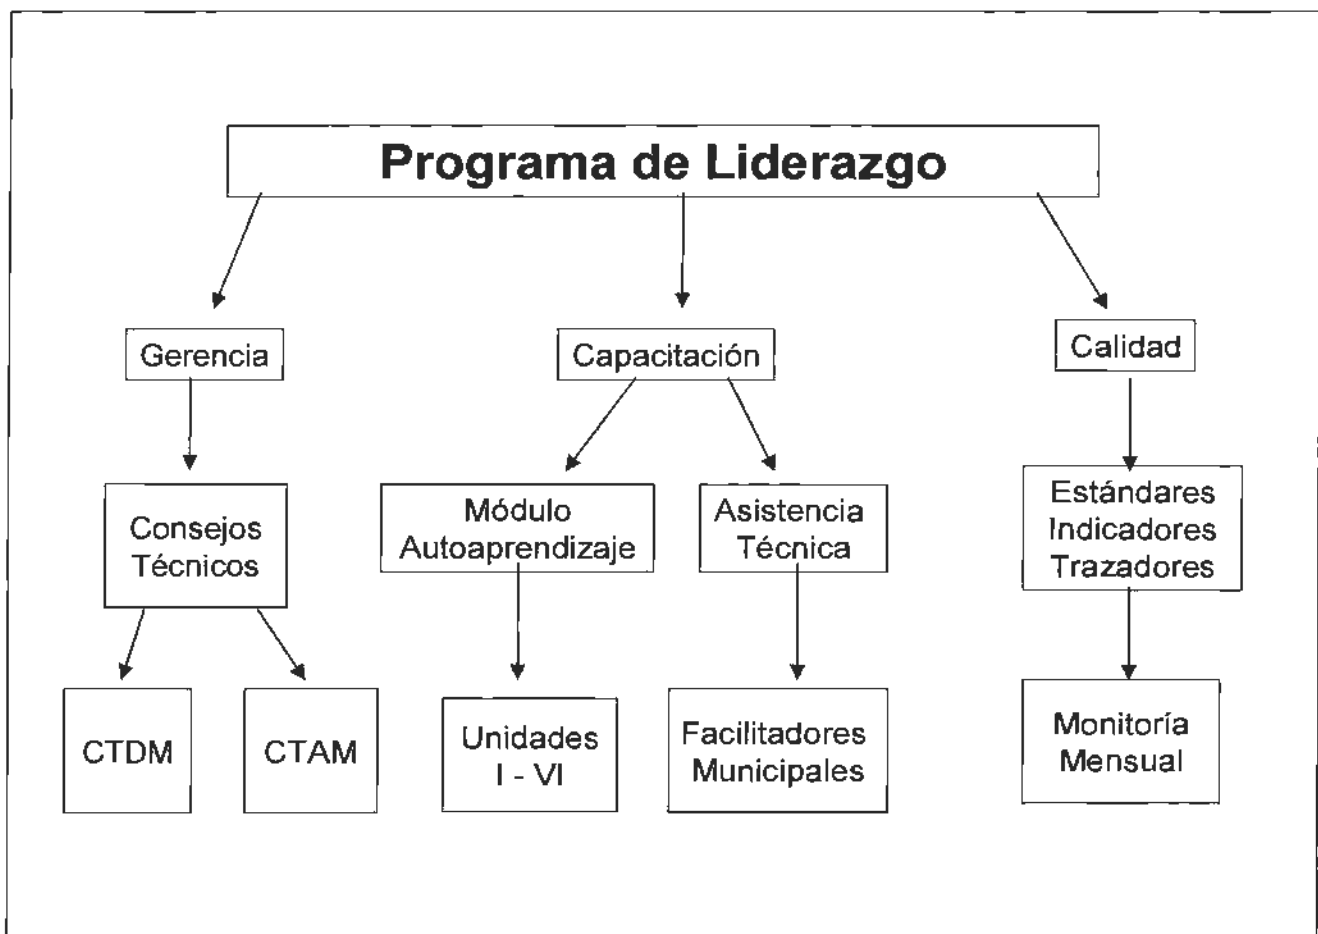 Programa de Liderazgo
Gerencia
Capacitación
Calidad
Consejos
Técnicos
Módulo
Autoaprendizaje
Asistencia
Técnica
Estándares
Indicadores
Trazadores
CTDM
CTAM
Unidades
I - VI
Facilitadores
Municipales
Monitoría
Mensual